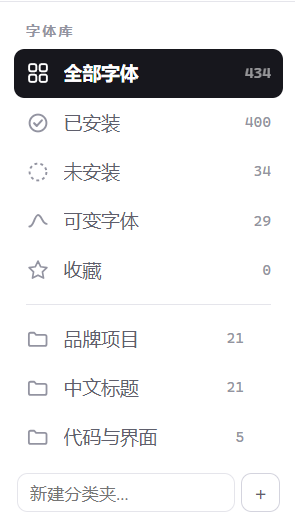 字体库
全部字体 434
已安装 400
未安装 34
可变字体 29
收藏 0
品牌项目 21
中文标题 21
代码与界面 5
新建分类夹... +